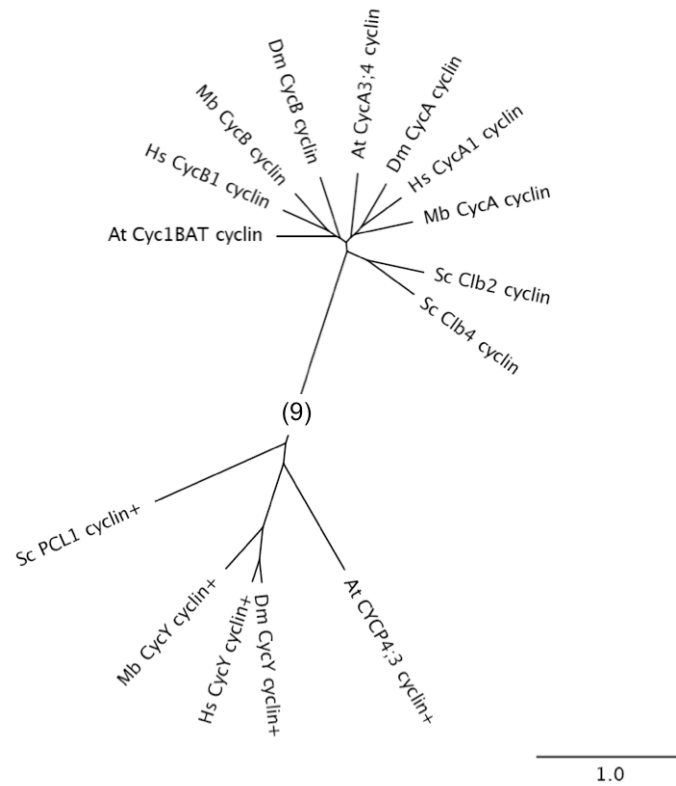 Dm CycB cyclin
At CycA3;4 cyclin
Dm CycA cyclin
Mb CycB cyclin
Hs CycA1 cyclin
Hs CycB1 cyclin
Mb CycA cyclin
At Cyc1BAT cyclin
Sc Clb2 cyclin
Sc Clb4 cyclin
(9)
Sc PCL1 cyclin+
Mb CycY cyclin+
Hs CycY cyclin+
Dm CycY cyclin+
At CYCP4;3 cyclin+
1.0